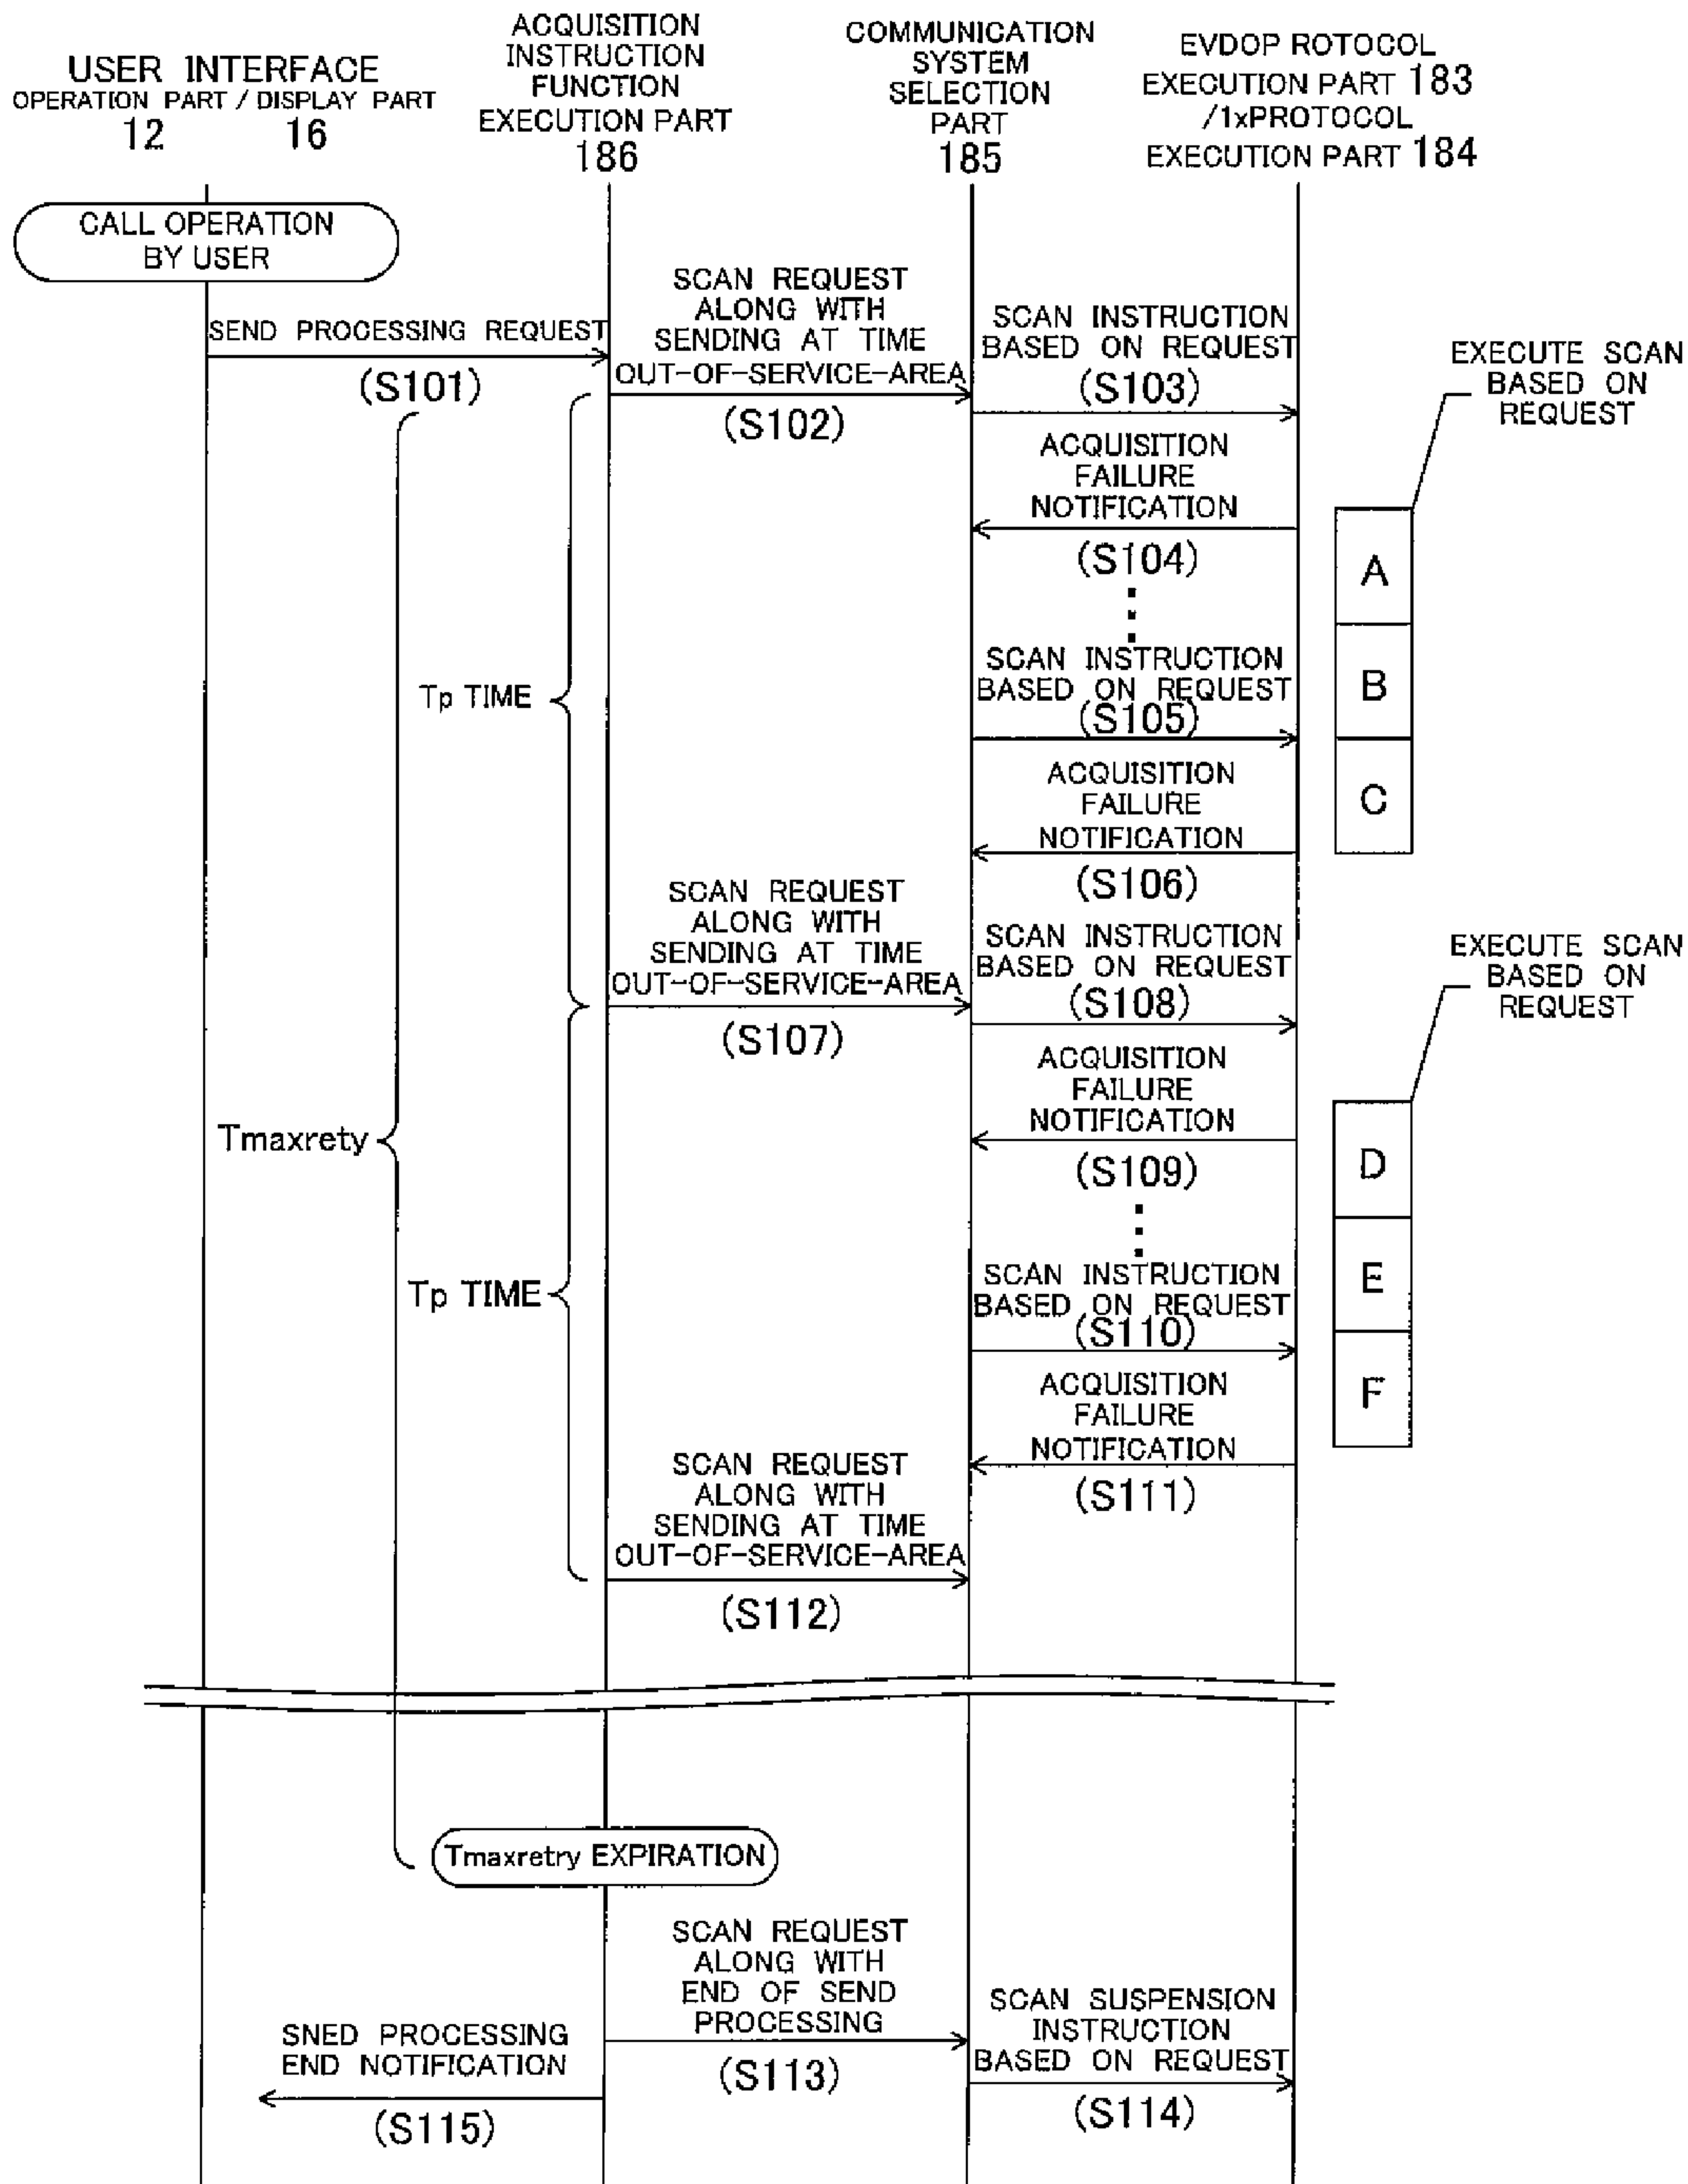 USER INTERFACE
OPERATION PART / DISPLAY PART
12 16
ACQUISITION
INSTRUCTION
FUNCTION
EXECUTION PART
186
COMMUNICATION
SYSTEM
SELECTION
PART
185
EVDOP ROTOCOL
EXECUTION PART 183
/1xPROTOCOL
EXECUTION PART 184
CALL OPERATION
BY USER
SEND PROCESSING REQUEST
(S101)
SCAN REQUEST
ALONG WITH
SENDING AT TIME
OUT-OF-SERVICE-AREA
(S102)
SCAN INSTRUCTION
BASED ON REQUEST
(S103)
EXECUTE SCAN
BASED ON
REQUEST
ACQUISITION
FAILURE
NOTIFICATION
(S104)
A
B
C
SCAN INSTRUCTION
BASED ON REQUEST
(S105)
Tp TIME
ACQUISITION
FAILURE
NOTIFICATION
(S106)
SCAN REQUEST
ALONG WITH
SENDING AT TIME
OUT-OF-SERVICE-AREA
(S107)
SCAN INSTRUCTION
BASED ON REQUEST
(S108)
EXECUTE SCAN
BASED ON
REQUEST
ACQUISITION
FAILURE
NOTIFICATION
(S109)
Tmaxrety
D
E
F
Tp TIME
SCAN INSTRUCTION
BASED ON REQUEST
(S110)
ACQUISITION
FAILURE
NOTIFICATION
(S111)
SCAN REQUEST
ALONG WITH
SENDING AT TIME
OUT-OF-SERVICE-AREA
(S112)
Tmaxretry EXPIRATION
SCAN REQUEST
ALONG WITH
END OF SEND
PROCESSING
(S113)
SCAN SUSPENSION
INSTRUCTION
BASED ON REQUEST
(S114)
SNED PROCESSING
END NOTIFICATION
(S115)